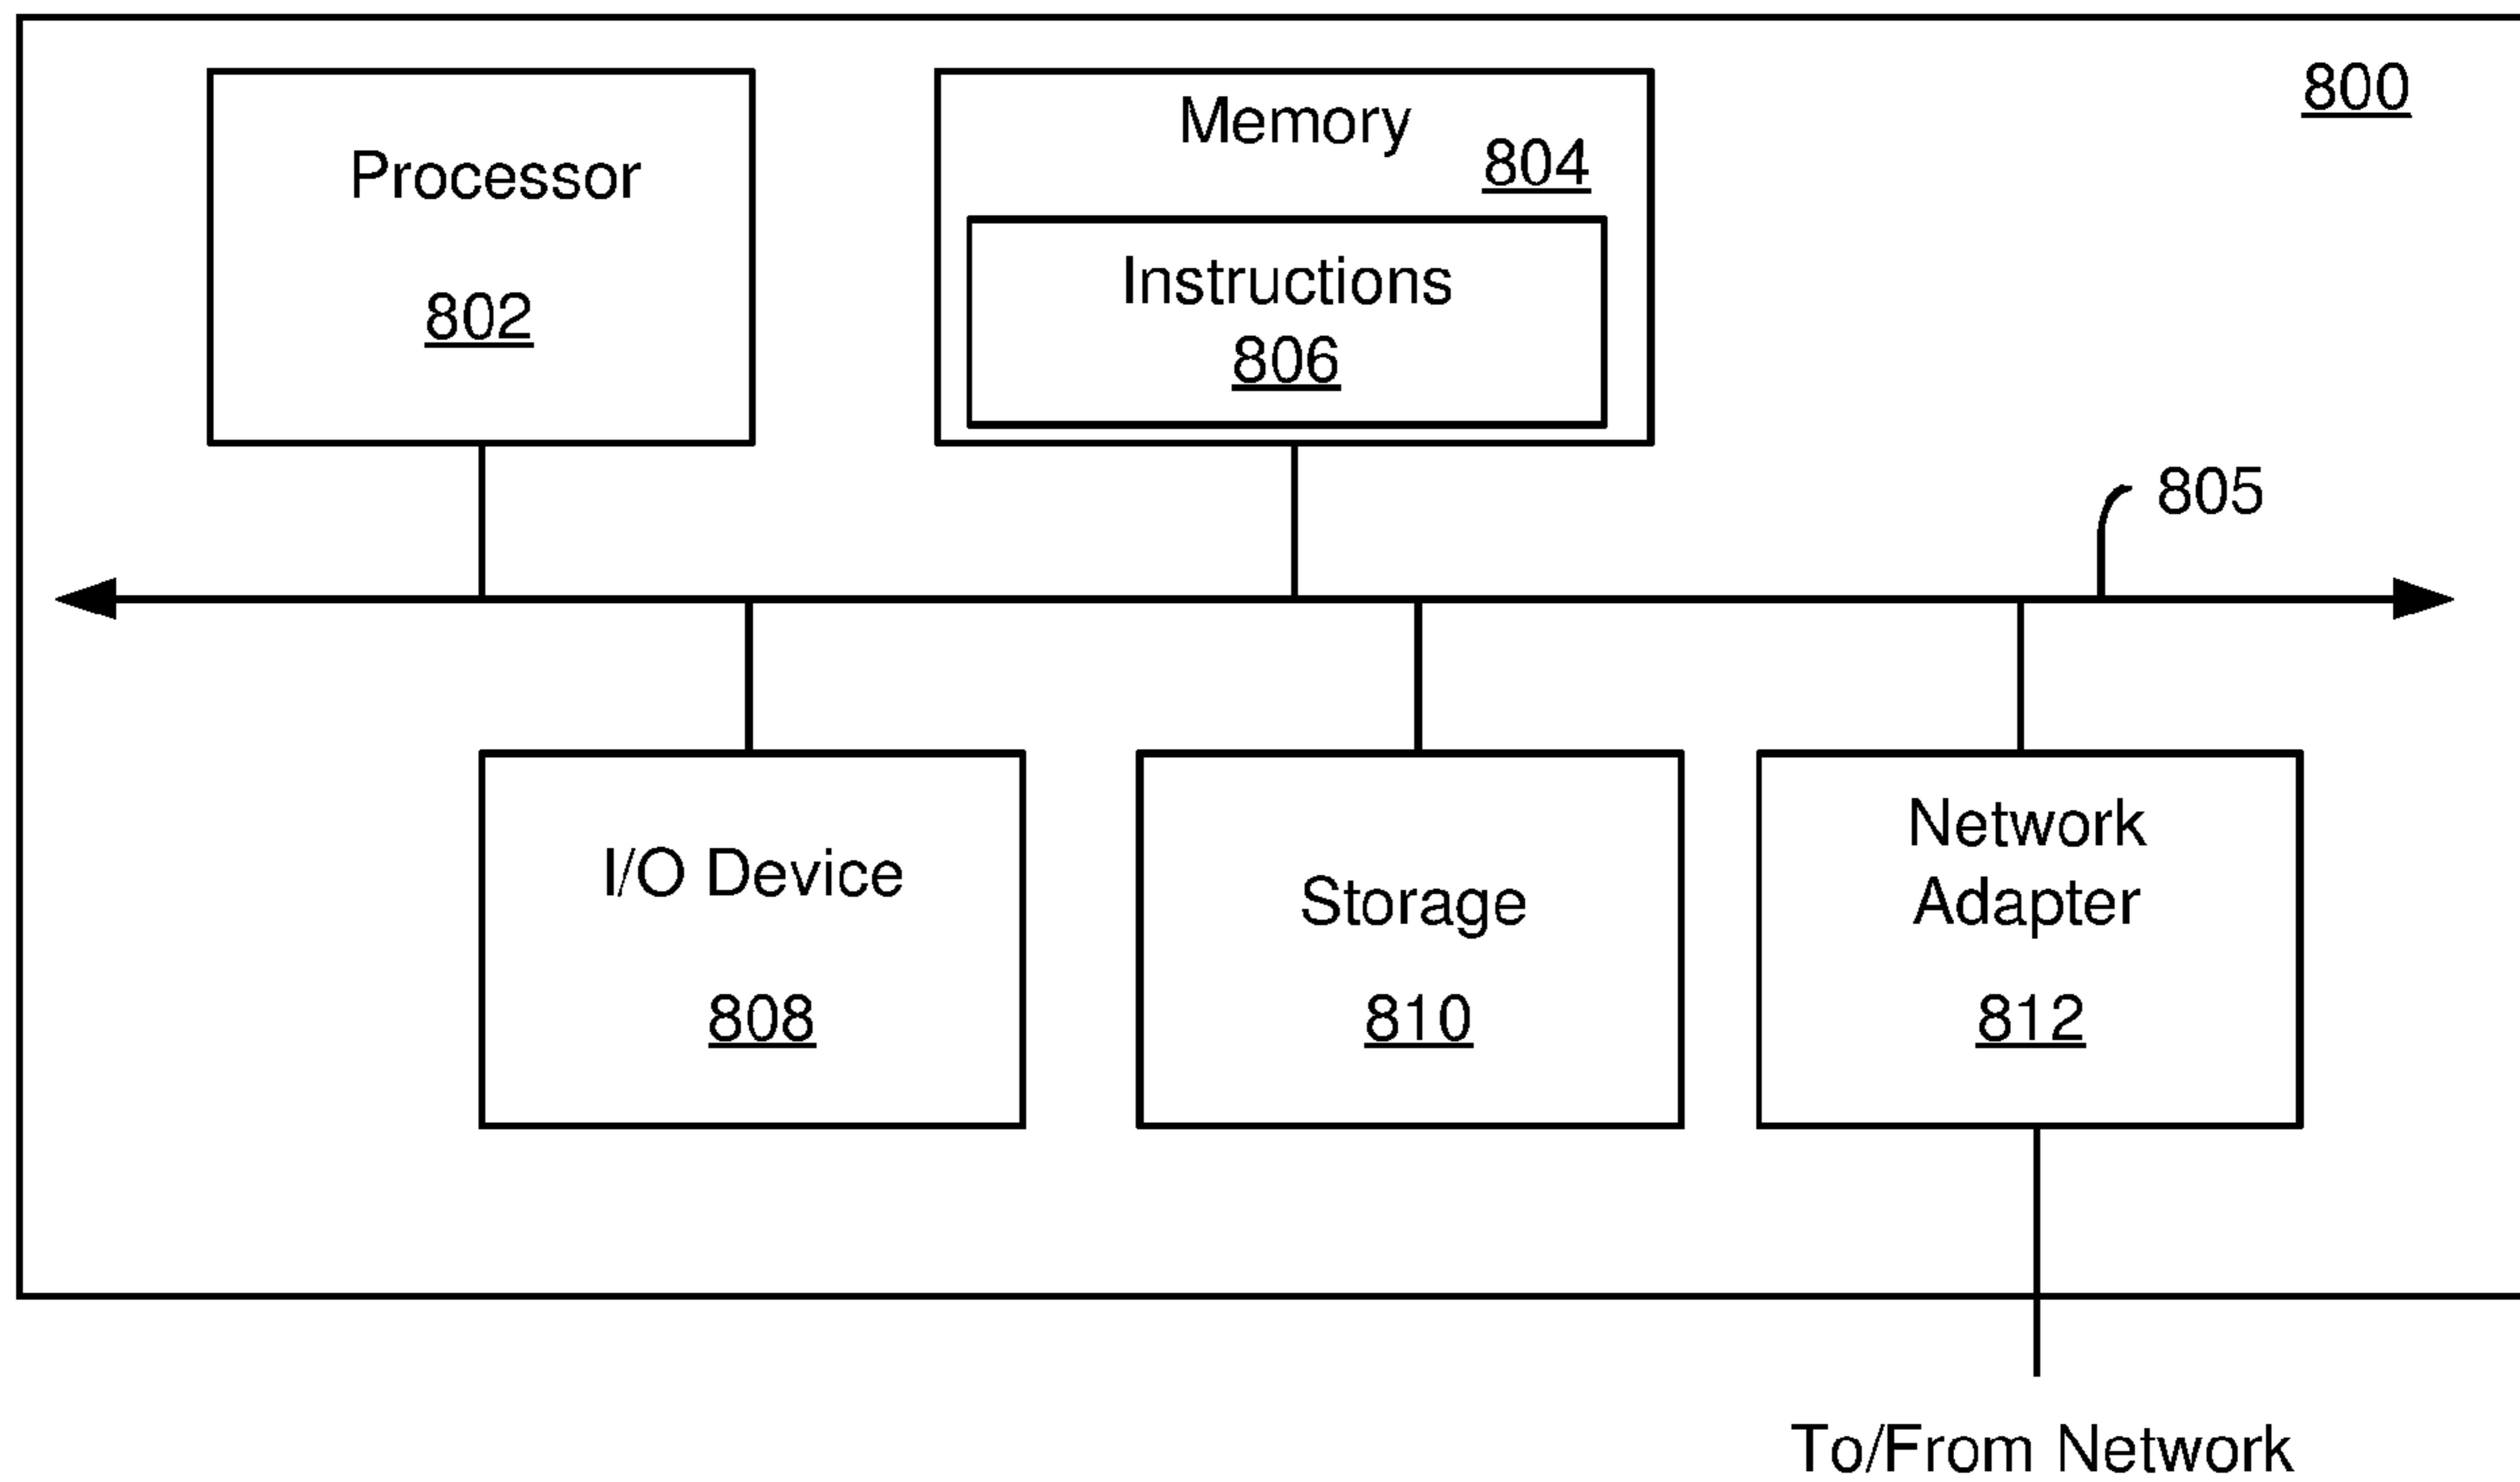 800
Processor
802
Memory
804
Instructions
806
805
I/O Device
808
Storage
810
Network
Adapter
812
To/From Network